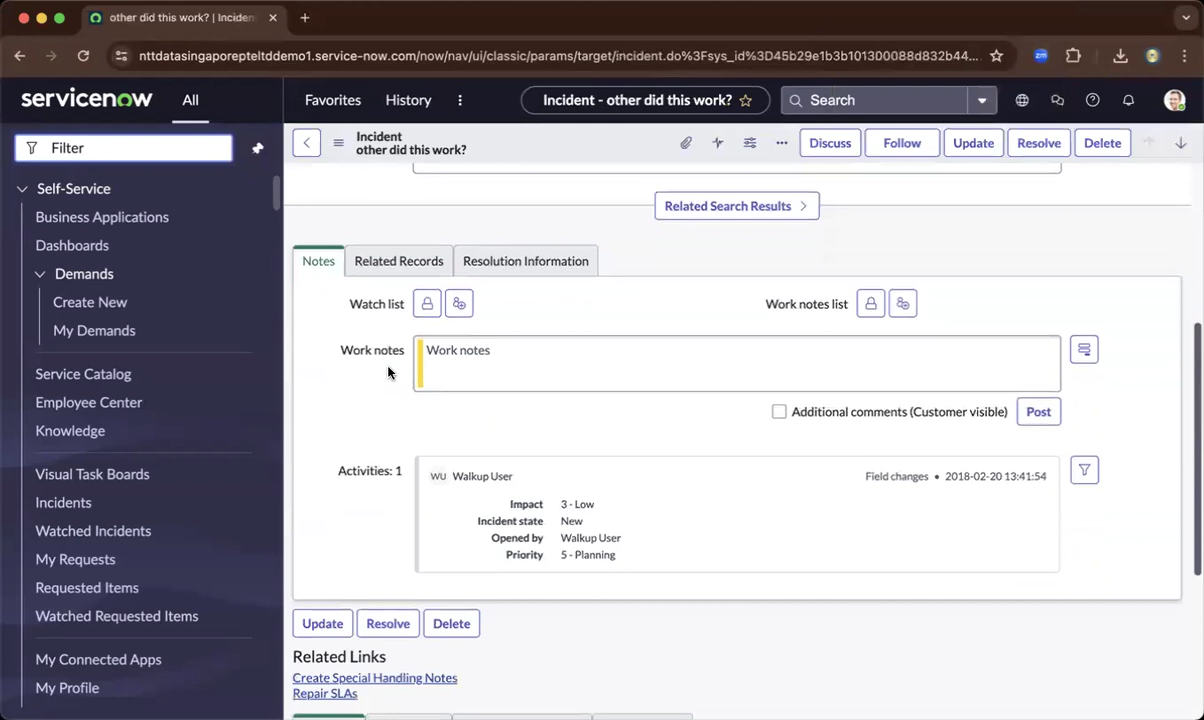 other did this work? | Inciden
nttdatasingaporepteltddemo1.service-now.com/now/nav/ui/classic/params/target/incident.do%3Fsys_id%3D45b29e1b3b101300088d832b44...
zm
servicenow All Favorites History Incident - other did this work? Search
Filter
Incident
other did this work?
Discuss Follow Update Resolve Delete
Self-Service
Business Applications
Dashboards
Demands
Create New
My Demands
Service Catalog
Employee Center
Knowledge
Visual Task Boards
Incidents
Watched Incidents
My Requests
Requested Items
Watched Requested Items
My Connected Apps
My Profile
Related Search Results
Notes Related Records Resolution Information
Watch list Work notes list
Work notes Work notes
Additional comments (Customer visible) Post
Activities: 1 WU Walkup User Field changes • 2018-02-20 13:41:54
Impact 3 - Low
Incident state New
Opened by Walkup User
Priority 5 - Planning
Update Resolve Delete
Related Links
Create Special Handling Notes
Repair SLAs